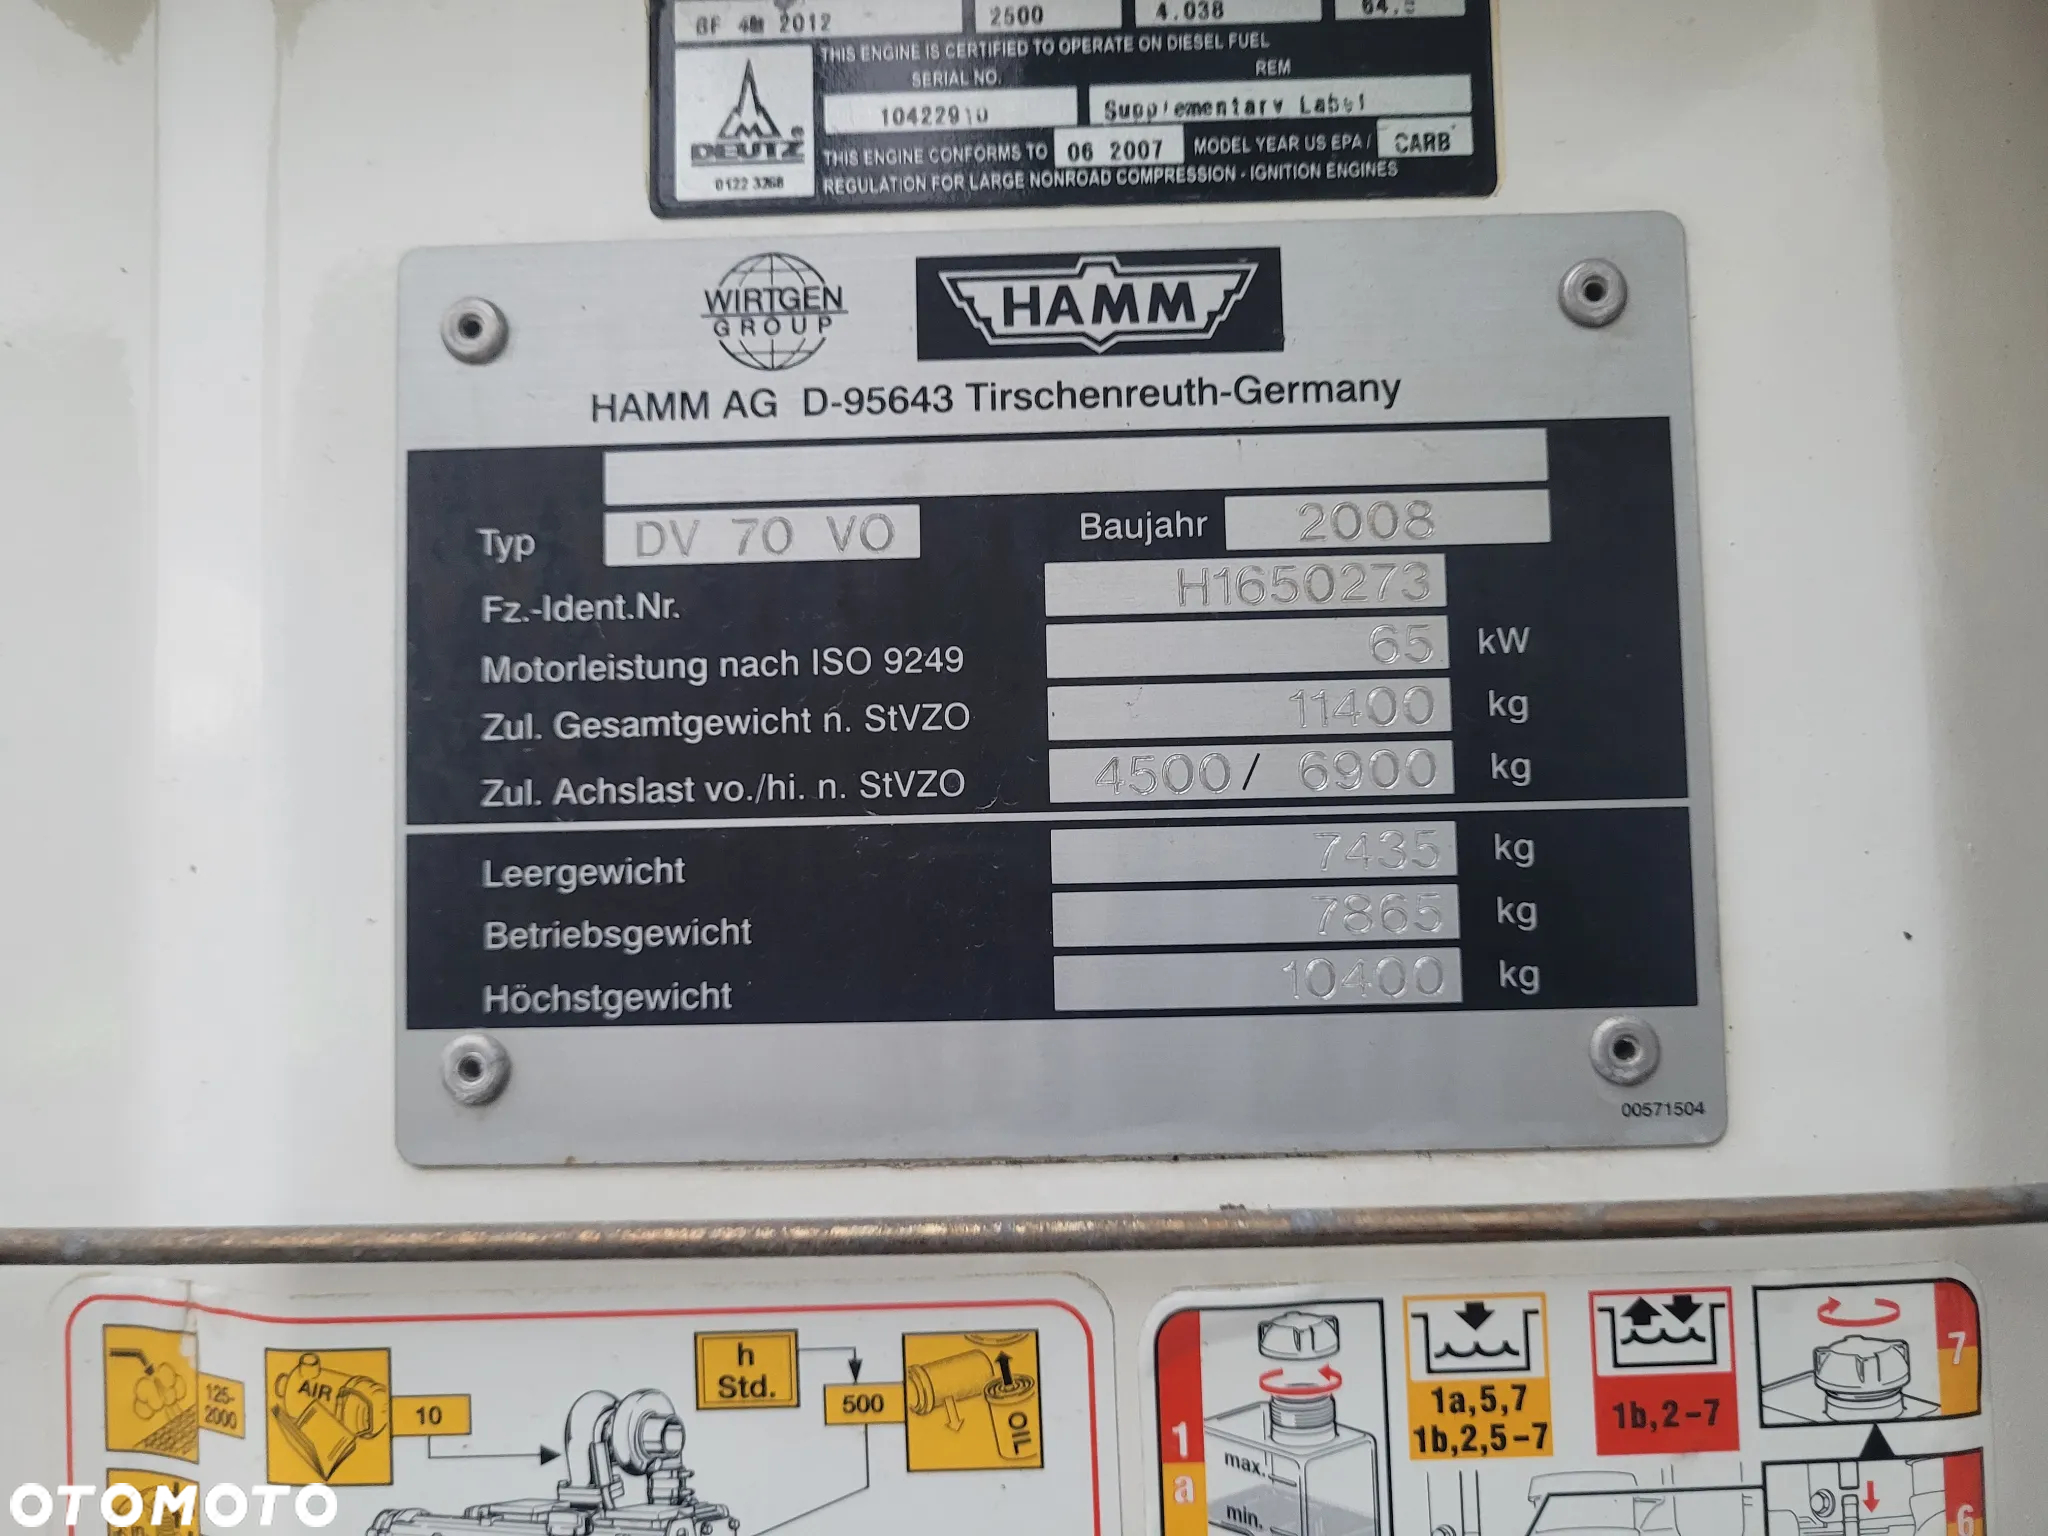 2012 2500 4.038
THIS ENGINE IS CERTIFIED TO OPERATE ON DIESEL FUEL
SERIAL NO. REM
Supplementary Label
DEUTZ ®
0122 3268
THIS ENGINE CONFORMS TO 06 2007 MODEL YEAR US EPA / CARB
REGULATION FOR LARGE NONROAD COMPRESSION - IGNITION ENGINES
WIRTGEN
GROUP
HAMM
HAMM AG D-95643 Tirschenreuth-Germany
Typ DV 70 VO Baujahr 2008
Fz.-Ident.Nr. H1650273
Motorleistung nach ISO 9249 65 kW
Zul. Gesamtgewicht n. StVZO 11400 kg
Zul. Achslast vo./hi. n. StVZO 4500/ 6900 kg
Leergewicht 7435 kg
Betriebsgewicht 7865 kg
Höchstgewicht 10400 kg
00571504
125-
2000
AIR
10
h
Std.
500
OIL
1
a
max.
min.
1a,5,7
1b,2,5-7
1b,2-7
7
6
OTOMOTO